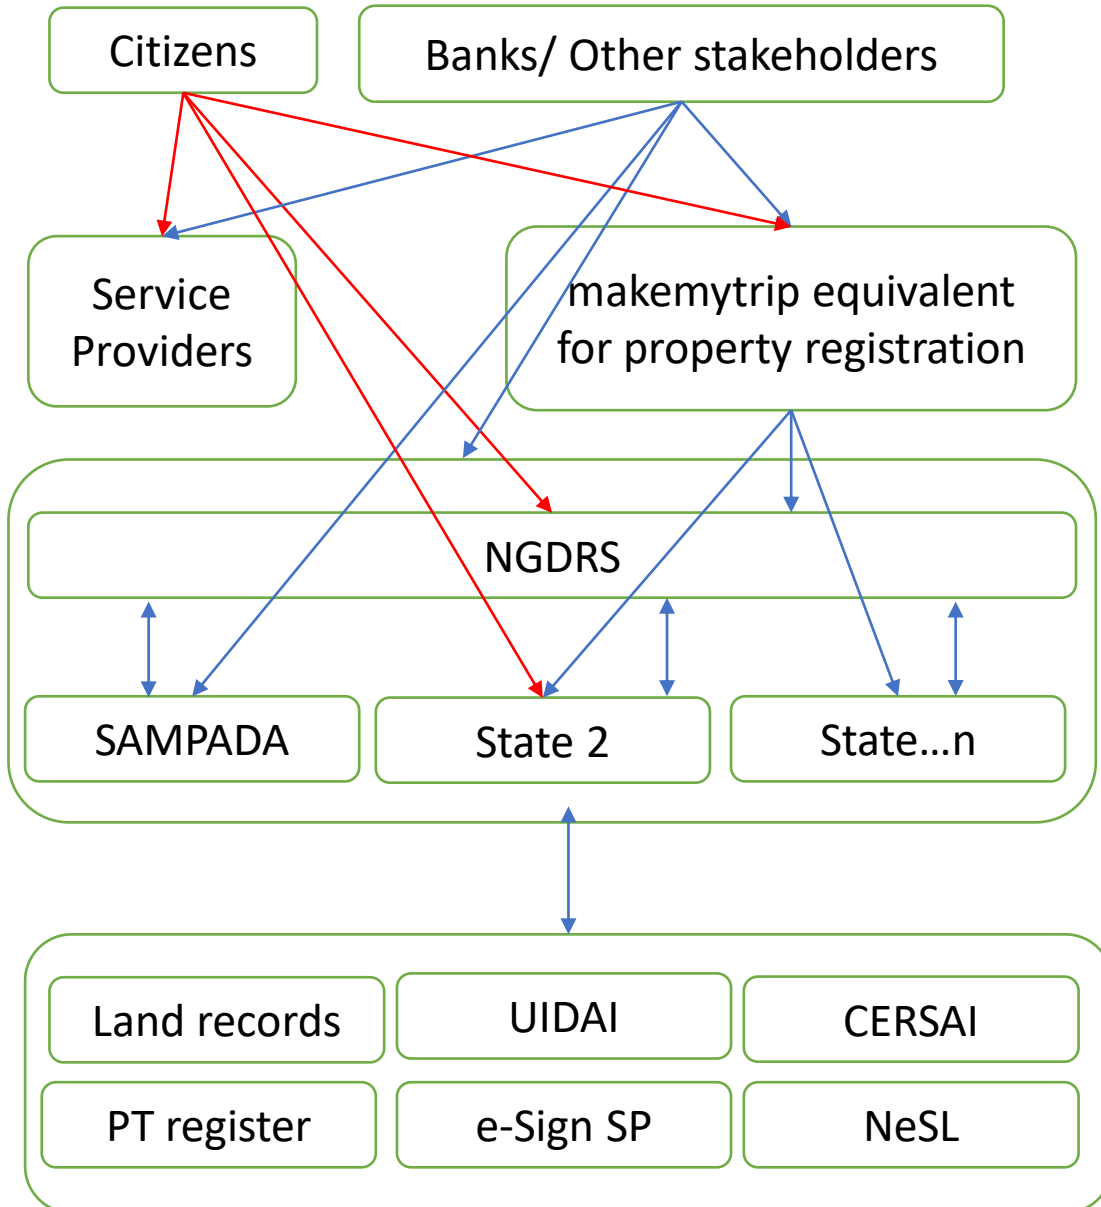 Citizens
Banks/ Other stakeholders
Service
Providers
makemytrip equivalent
for property registration
NGDRS
SAMPADA
State 2
State...n
Land records
UIDAI
CERSAI
PT register
e-Sign SP
NeSL